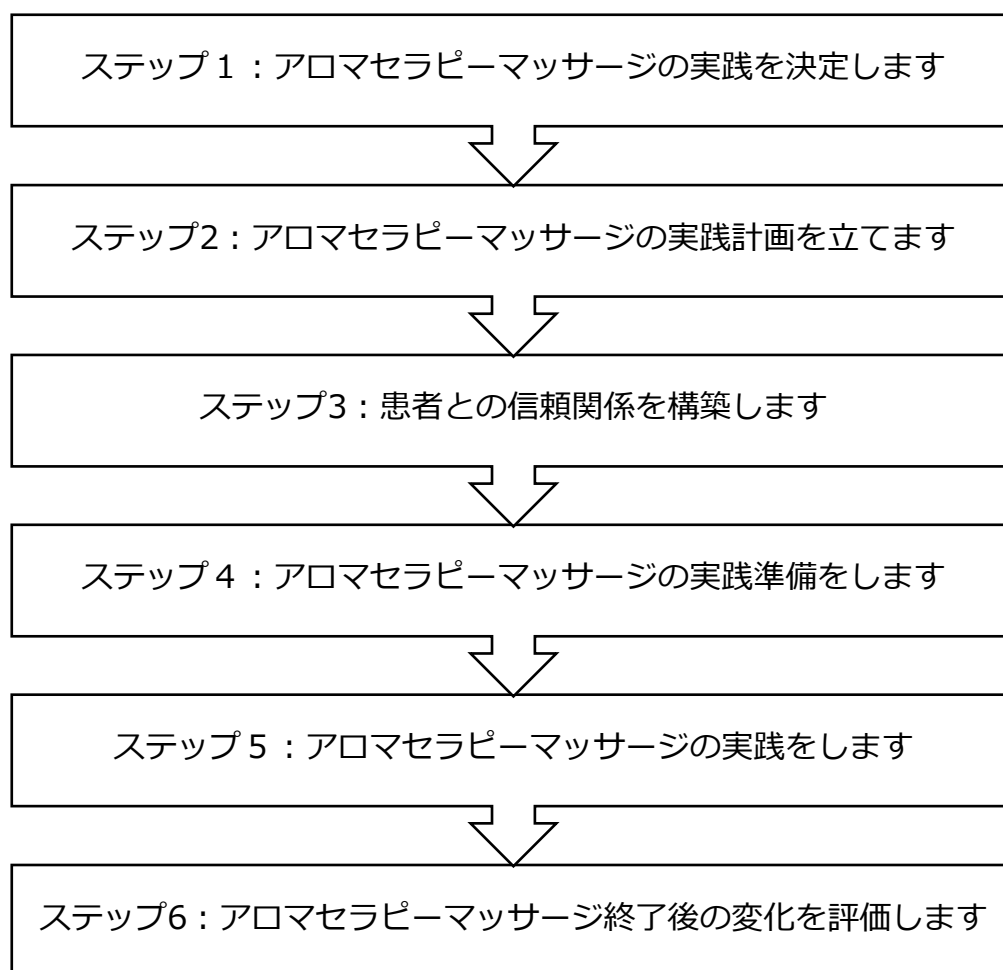 ステップ１：アロマセラピーマッサージの実践を決定します
ステップ2：アロマセラピーマッサージの実践計画を立てます
ステップ3：患者との信頼関係を構築します
ステップ４：アロマセラピーマッサージの実践準備をします
ステップ５：アロマセラピーマッサージの実践をします
ステップ6：アロマセラピーマッサージ終了後の変化を評価します